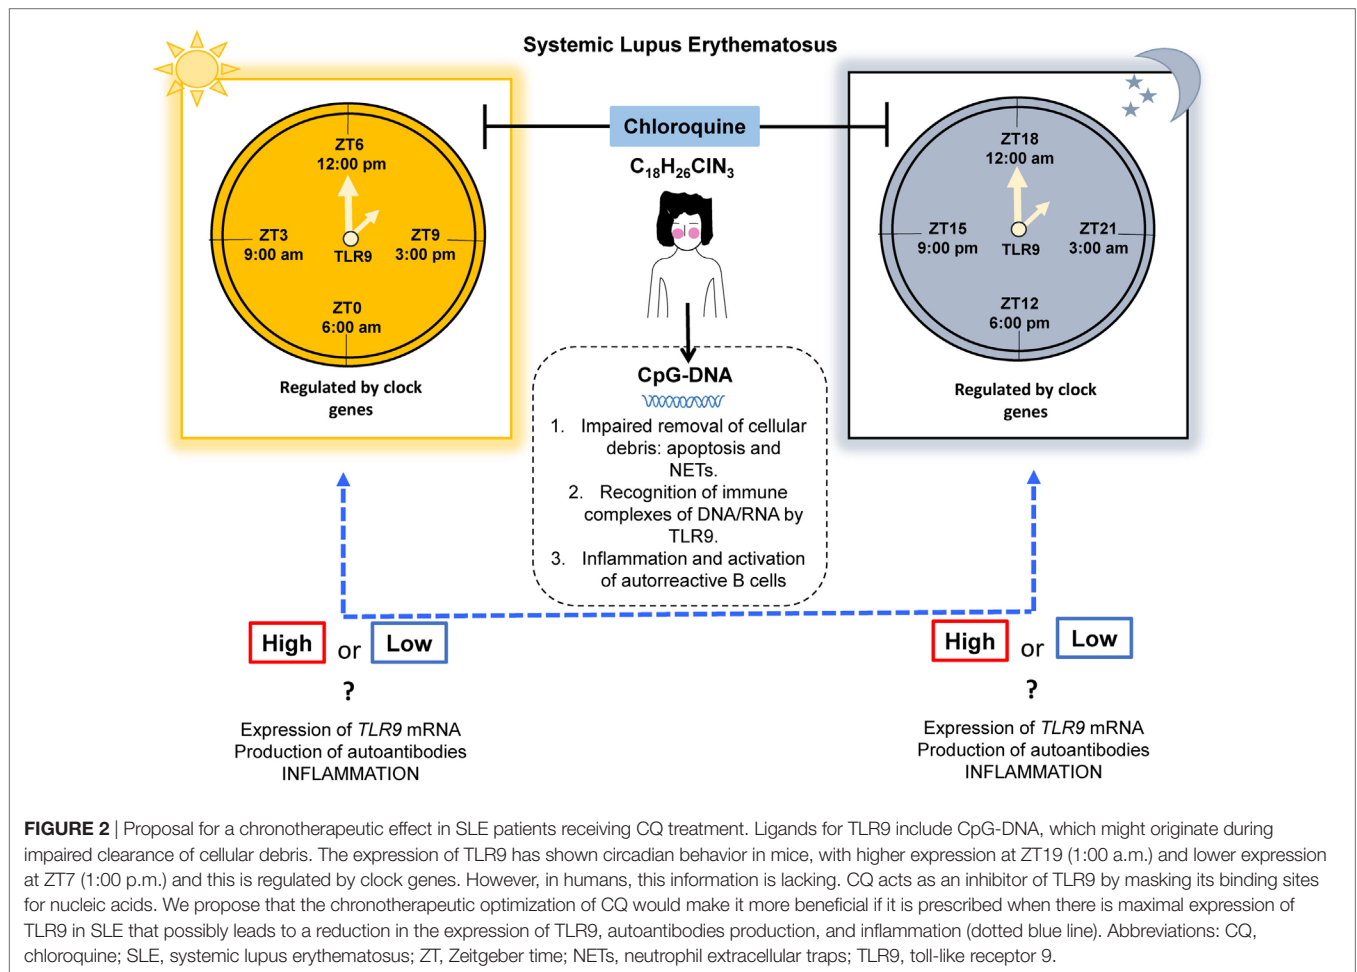 Systemic Lupus Erythematosus
ZT6
12:00 pm
ZT3
9:00 am
TLR9
ZT9
3:00 pm
ZT0
6:00 am
Regulated by clock
genes
Chloroquine
C₁₈H₂₆ClN₃
ZT18
12:00 am
ZT15
9:00 pm
TLR9
ZT21
3:00 am
ZT12
6:00 pm
Regulated by clock
genes
CpG-DNA
1. Impaired removal of cellular
debris: apoptosis and
NETs.
2. Recognition of immune
complexes of DNA/RNA by
TLR9.
3. Inflammation and activation
of autorreactive B cells
High or Low
?
Expression of TLR9 mRNA
Production of autoantibodies
INFLAMMATION
High or Low
?
Expression of TLR9 mRNA
Production of autoantibodies
INFLAMMATION
FIGURE 2 | Proposal for a chronotherapeutic effect in SLE patients receiving CQ treatment. Ligands for TLR9 include CpG-DNA, which might originate during
impaired clearance of cellular debris. The expression of TLR9 has shown circadian behavior in mice, with higher expression at ZT19 (1:00 a.m.) and lower expression
at ZT7 (1:00 p.m.) and this is regulated by clock genes. However, in humans, this information is lacking. CQ acts as an inhibitor of TLR9 by masking its binding sites
for nucleic acids. We propose that the chronotherapeutic optimization of CQ would make it more beneficial if it is prescribed when there is maximal expression of
TLR9 in SLE that possibly leads to a reduction in the expression of TLR9, autoantibodies production, and inflammation (dotted blue line). Abbreviations: CQ,
chloroquine; SLE, systemic lupus erythematosus; ZT, Zeitgeber time; NETs, neutrophil extracellular traps; TLR9, toll-like receptor 9.